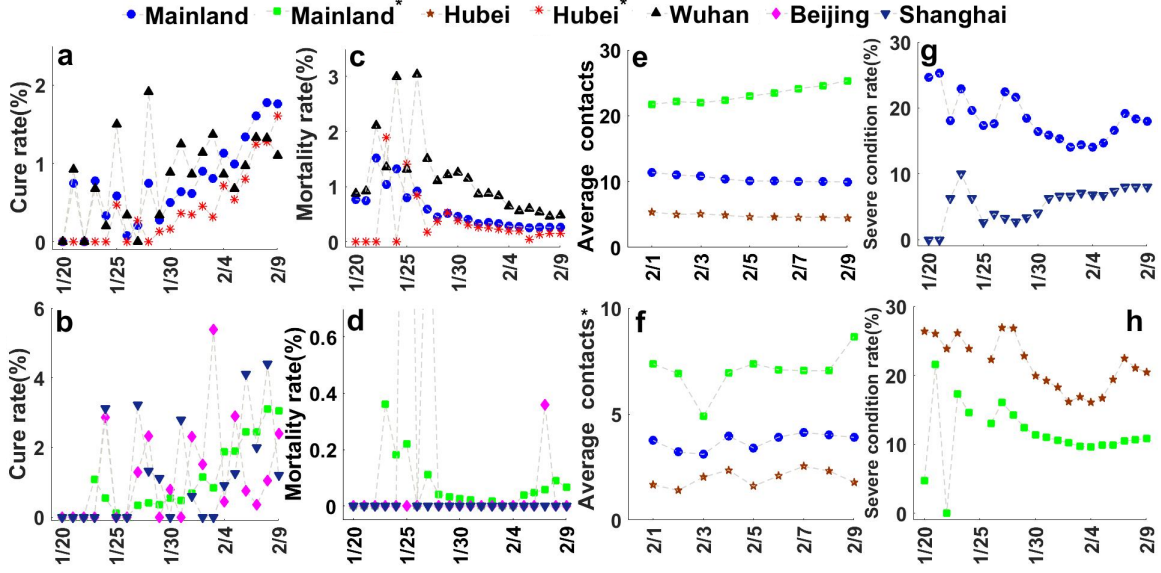 Mainland Mainland* Hubei Hubei* Wuhan Beijing Shanghai
a
Cure rate(%)
2
1
0
1/20 1/25 1/30 2/4 2/9
c
Mortality rate(%)
3
2
1
0
1/20 1/25 1/30 2/4 2/9
e
Average contacts
30
20
10
0
2/1 2/3 2/5 2/7 2/9
g
Severe condition rate(%)
30
20
10
0
1/20 1/25 1/30 2/4 2/9
b
Cure rate(%)
6
4
2
0
1/20 1/25 1/30 2/4 2/9
d
Mortality rate(%)
0.6
0.4
0.2
0
1/20 1/25 1/30 2/4 2/9
f
Average contacts*
10
5
0
2/1 2/3 2/5 2/7 2/9
h
Severe condition rate(%)
30
20
10
0
1/20 1/25 1/30 2/4 2/9